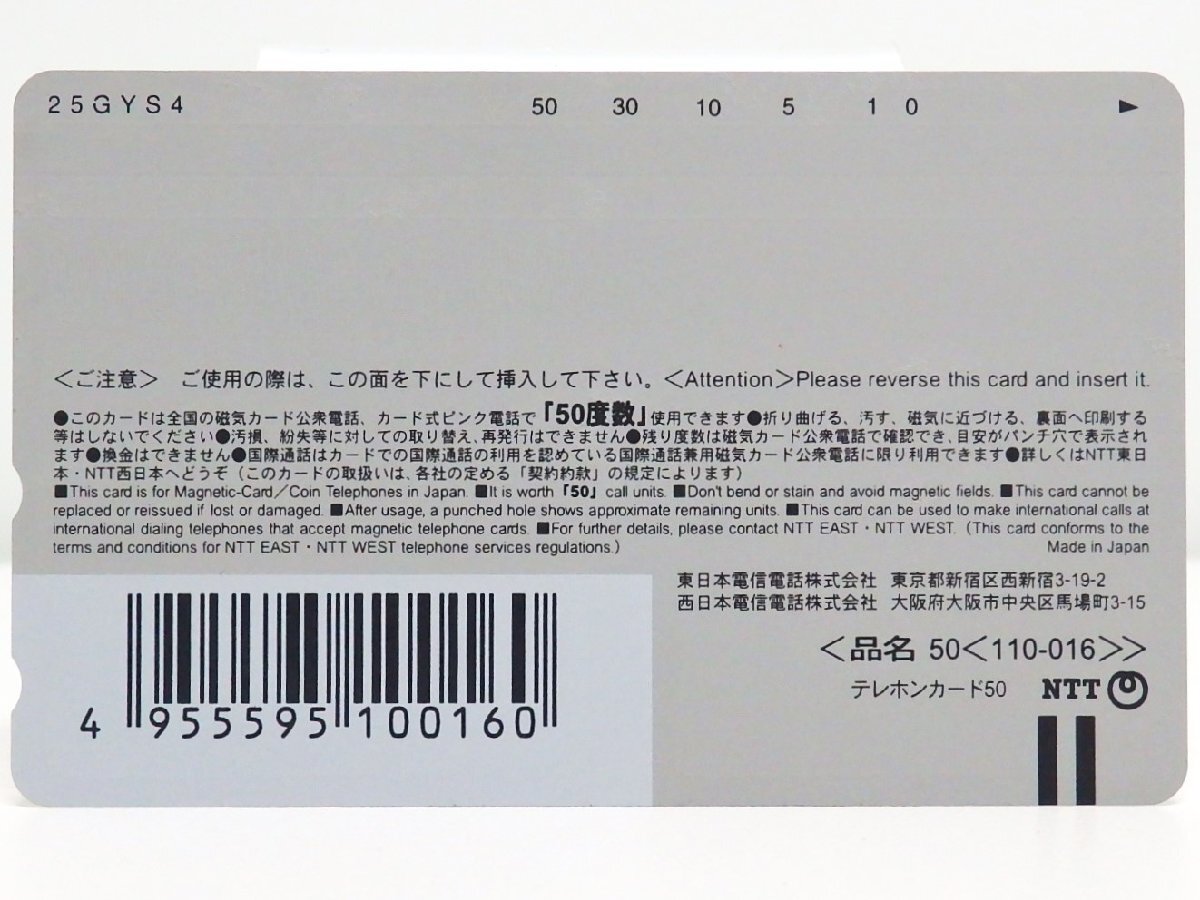 25GYS4 50 30 10 5 1 0 ▶
＜ご注意＞ ご使用の際は、この面を下にして挿入して下さい。＜Attention＞Please reverse this card and insert it.
●このカードは全国の磁気カード公衆電話、カード式ピンク電話で「50度数」使用できます●折り曲げる、汚す、磁気に近づける、裏面へ印刷する
等はしないでください●汚損、紛失等に対しての取り替え、再発行はできません●残り度数は磁気カード公衆電話で確認でき、目安がパンチ穴で表示され
ます●換金はできません●国際通話はカードでの国際通話の利用を認めている国際通話兼用磁気カード公衆電話に限り利用できます●詳しくはNTT東日
本・NTT西日本へどうぞ（このカードの取扱いは、各社の定める「契約約款」の規定によります）
■This card is for Magnetic-Card／Coin Telephones in Japan. ■It is worth「50」call units. ■Don't bend or stain and avoid magnetic fields. ■This card cannot be
replaced or reissued if lost or damaged. ■After usage, a punched hole shows approximate remaining units. ■This card can be used to make international calls at
international dialing telephones that accept magnetic telephone cards. ■For further details, please contact NTT EAST・NTT WEST. (This card conforms to the
terms and conditions for NTT EAST・NTT WEST telephone services regulations.) Made in Japan
東日本電信電話株式会社 東京都新宿区西新宿3-19-2
西日本電信電話株式会社 大阪府大阪市中央区馬場町3-15
＜品名 50＜110-016＞＞
テレホンカード50 NTT
4 955595 100160